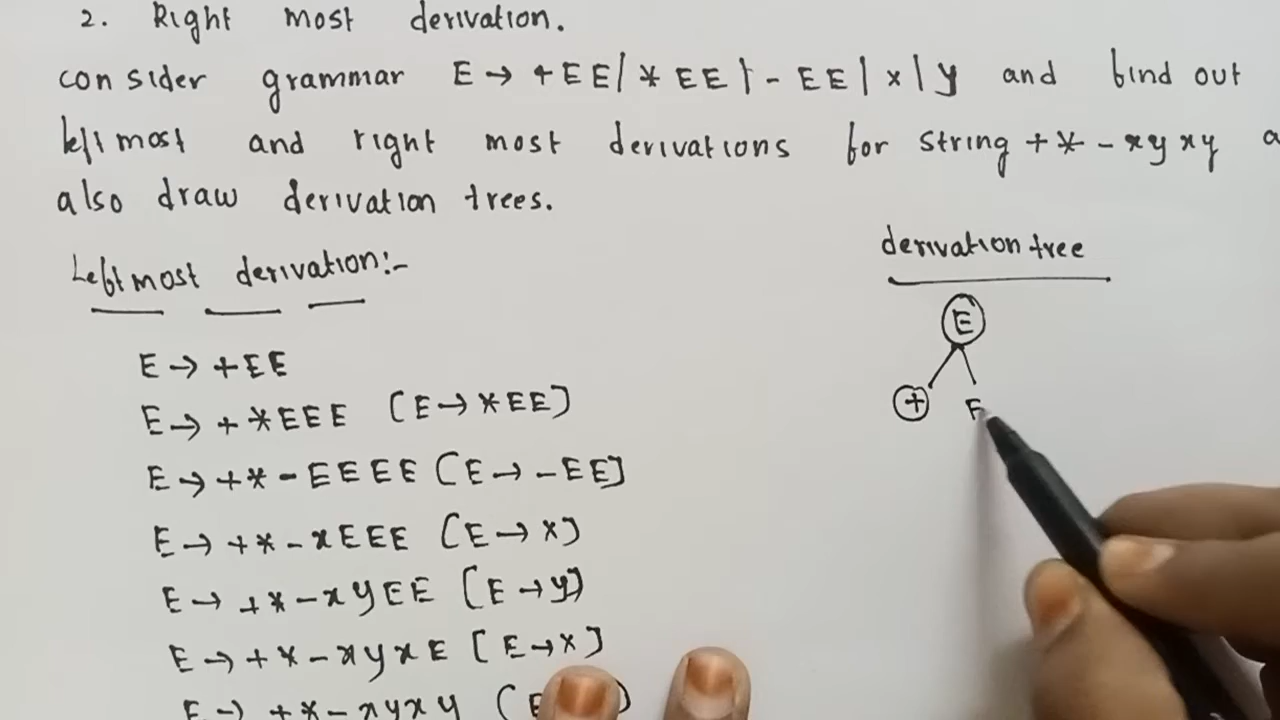 2. Right most derivation.
consider grammar E → +EE | *EE | -EE | x | y and find out
leftmost and right most derivations for string +*-xyxy a
also draw derivation trees.
Leftmost derivation:-
E → +EE
E → +*EEE [E → *EE]
E → +*-EEEE [E → -EE]
E → +*-xEEE [E → x]
E → +*-xyEE [E → y]
E → +*-xyxE [E → x]
E → +*-xyxy [E
derivation tree
E
+ E